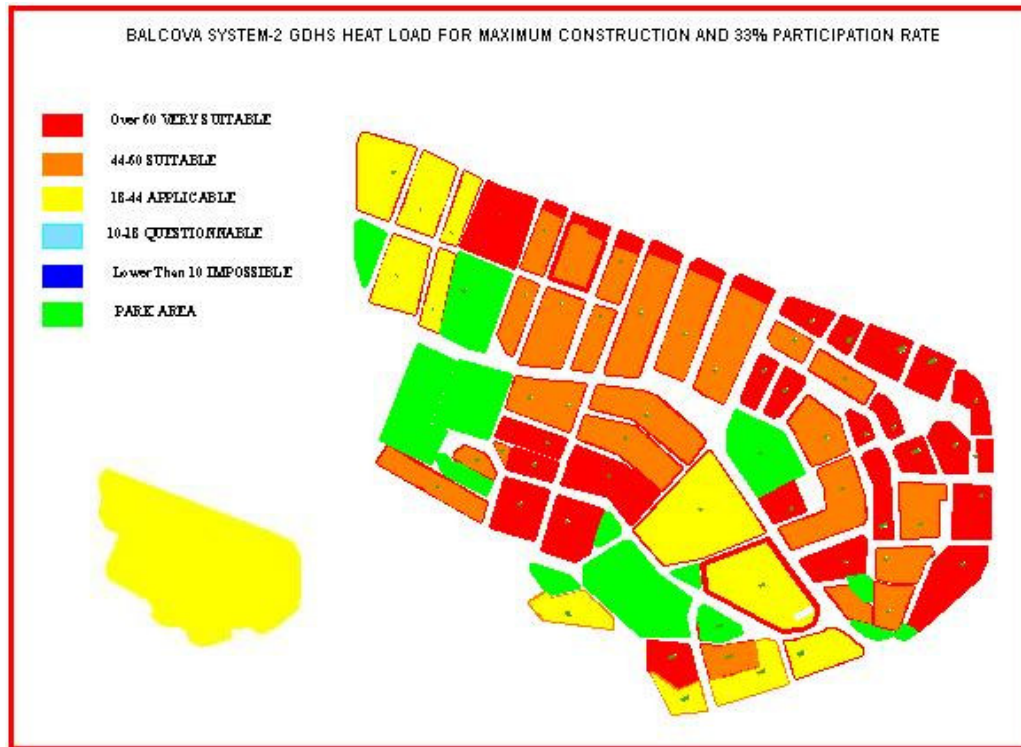 BALCOVA SYSTEM-2 GDHS HEAT LOAD FOR MAXIMUM CONSTRUCTION AND 33% PARTICIPATION RATE
Over 60 VERY SUITABLE
44-60 SUITABLE
18-44 APPLICABLE
10-18 QUESTIONNABLE
Lower Then 10 IMPOSSIBLE
PARK AREA